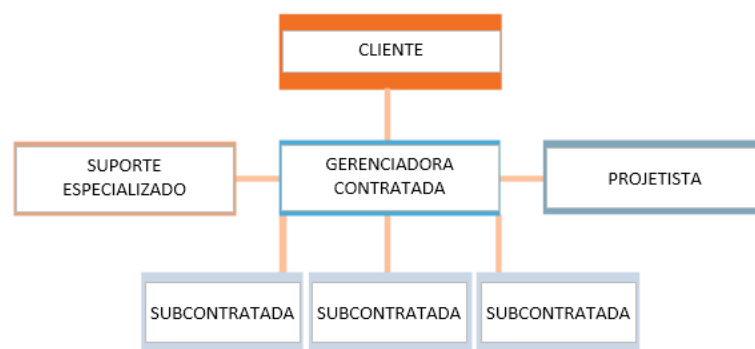 CLIENTE
SUPORTE
ESPECIALIZADO
GERENCIADORA
CONTRATADA
PROJETISTA
SUBCONTRATADA
SUBCONTRATADA
SUBCONTRATADA